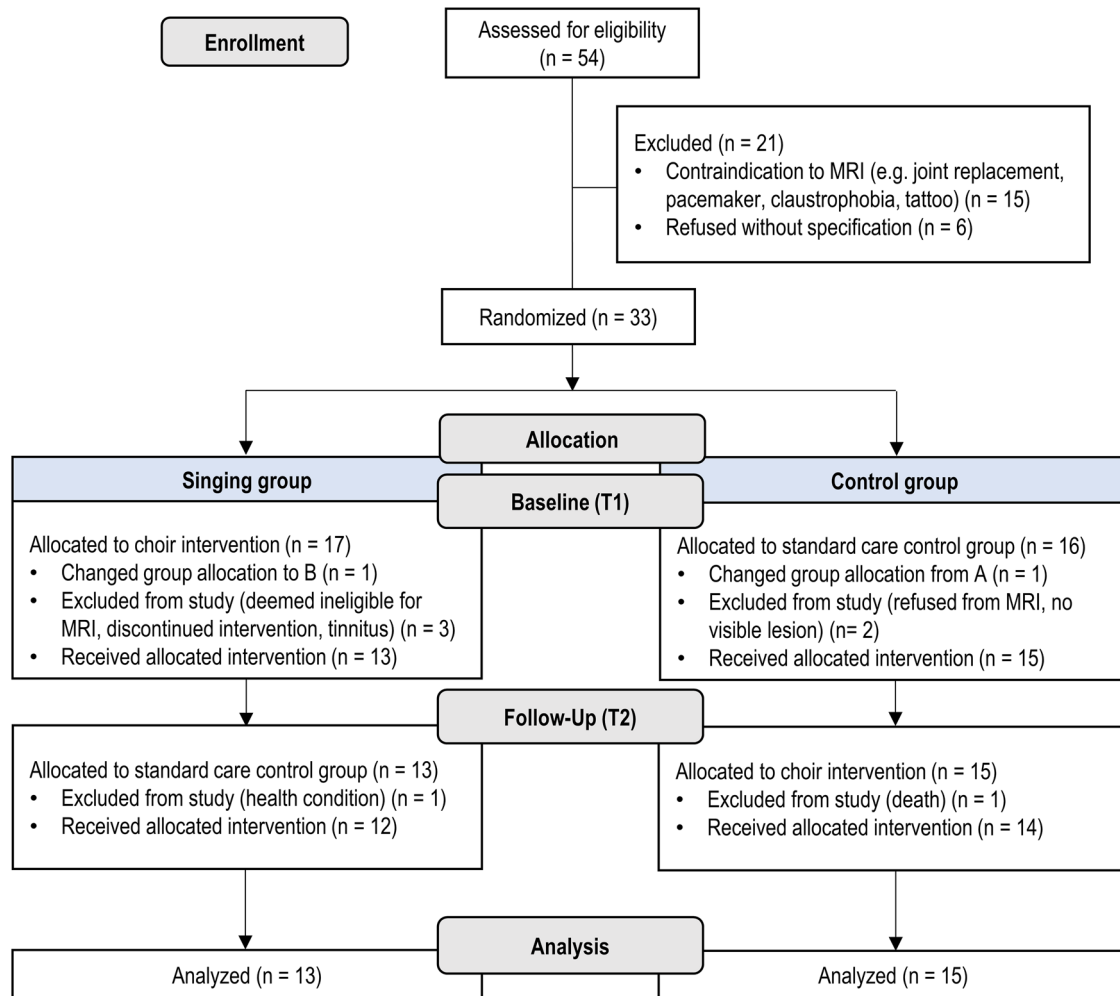 Enrollment
Assessed for eligibility
(n = 54)
Excluded (n = 21)
• Contraindication to MRI (e.g. joint replacement,
pacemaker, claustrophobia, tattoo) (n = 15)
• Refused without specification (n = 6)
Randomized (n = 33)
Allocation
Singing group
Control group
Baseline (T1)
Allocated to choir intervention (n = 17)
• Changed group allocation to B (n = 1)
• Excluded from study (deemed ineligible for
MRI, discontinued intervention, tinnitus) (n = 3)
• Received allocated intervention (n = 13)
Allocated to standard care control group (n = 16)
• Changed group allocation from A (n = 1)
• Excluded from study (refused from MRI, no
visible lesion) (n= 2)
• Received allocated intervention (n = 15)
Follow-Up (T2)
Allocated to standard care control group (n = 13)
• Excluded from study (health condition) (n = 1)
• Received allocated intervention (n = 12)
Allocated to choir intervention (n = 15)
• Excluded from study (death) (n = 1)
• Received allocated intervention (n = 14)
Analysis
Analyzed (n = 13)
Analyzed (n = 15)